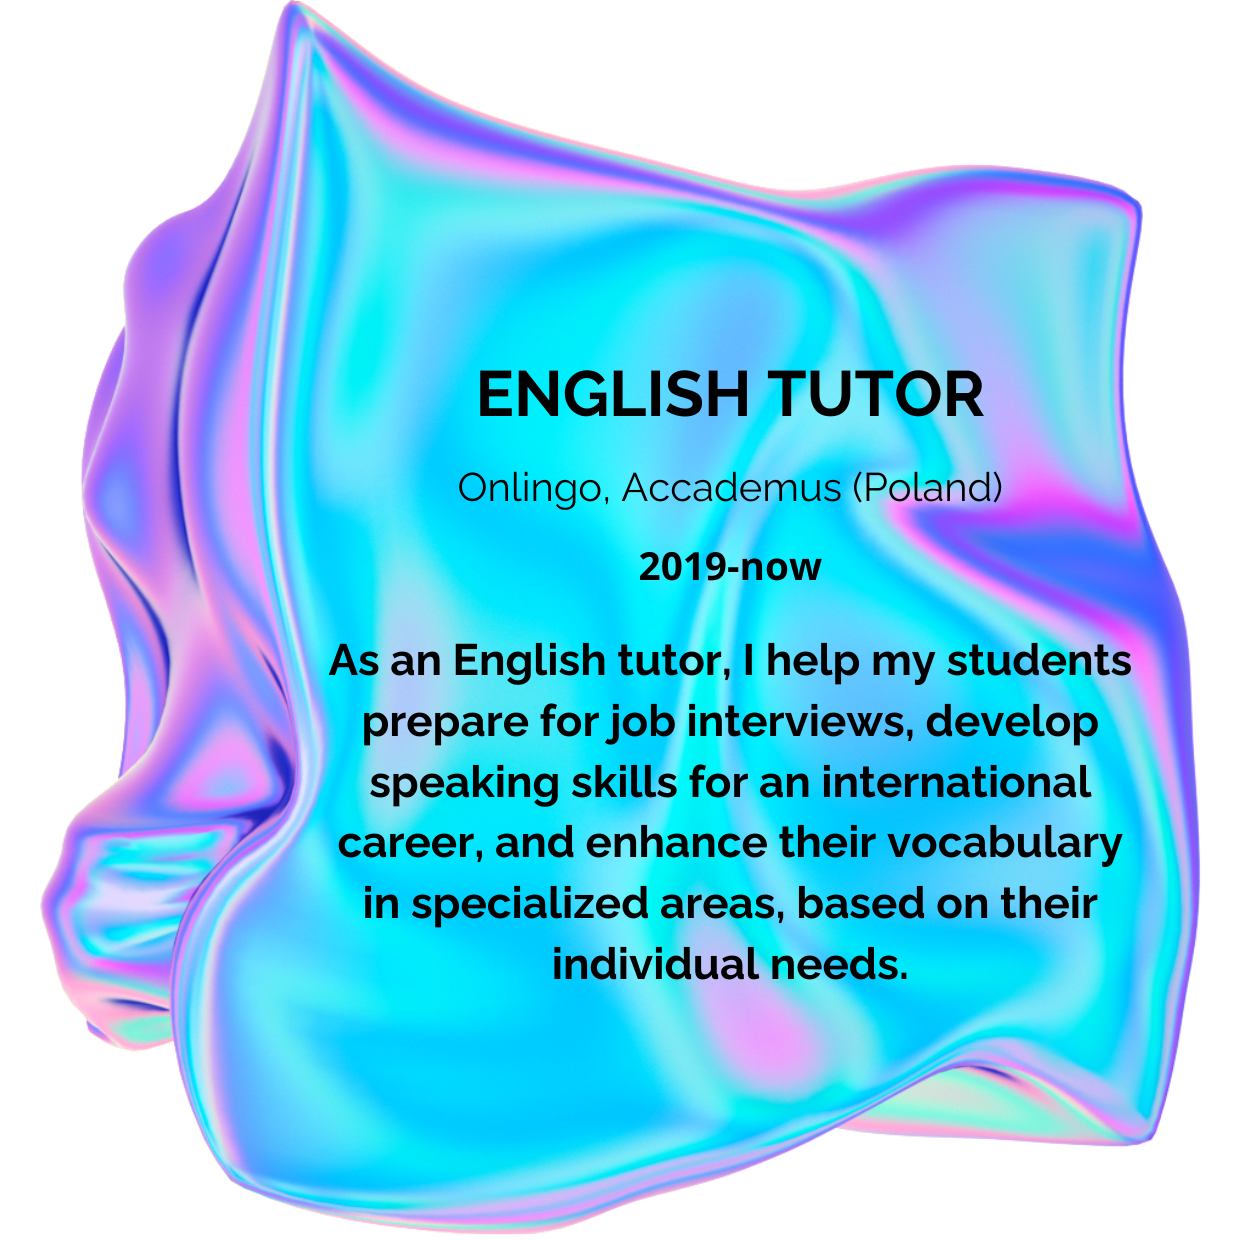 ENGLISH TUTOR
Onlingo, Accademus (Poland)
2019-now
As an English tutor, I help my students
prepare for job interviews, develop
speaking skills for an international
career, and enhance their vocabulary
in specialized areas, based on their
individual needs.